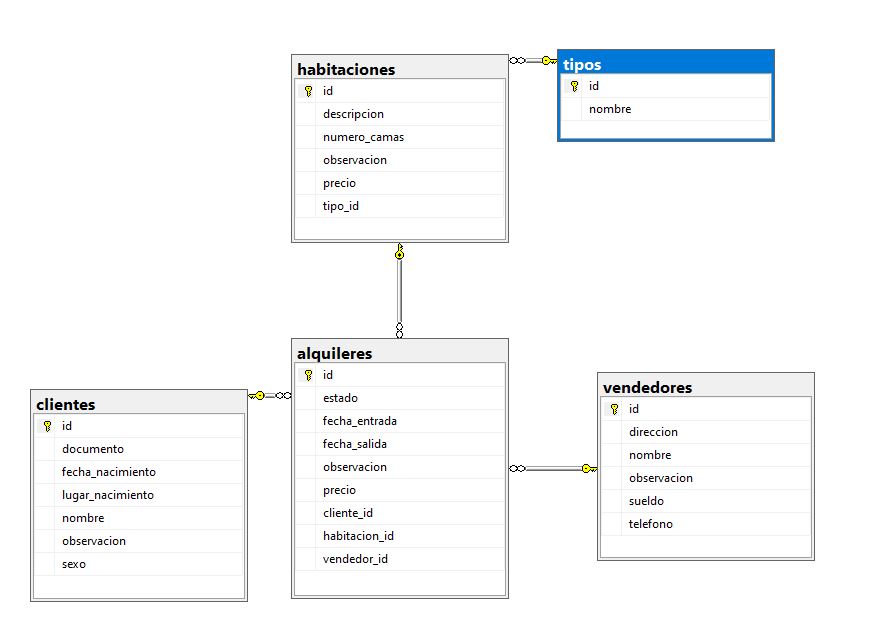 habitaciones
id
descripcion
numero_camas
observacion
precio
tipo_id
tipos
id
nombre
alquileres
id
estado
fecha_entrada
fecha_salida
observacion
precio
cliente_id
habitacion_id
vendedor_id
clientes
id
documento
fecha_nacimiento
lugar_nacimiento
nombre
observacion
sexo
vendedores
id
direccion
nombre
observacion
sueldo
telefono